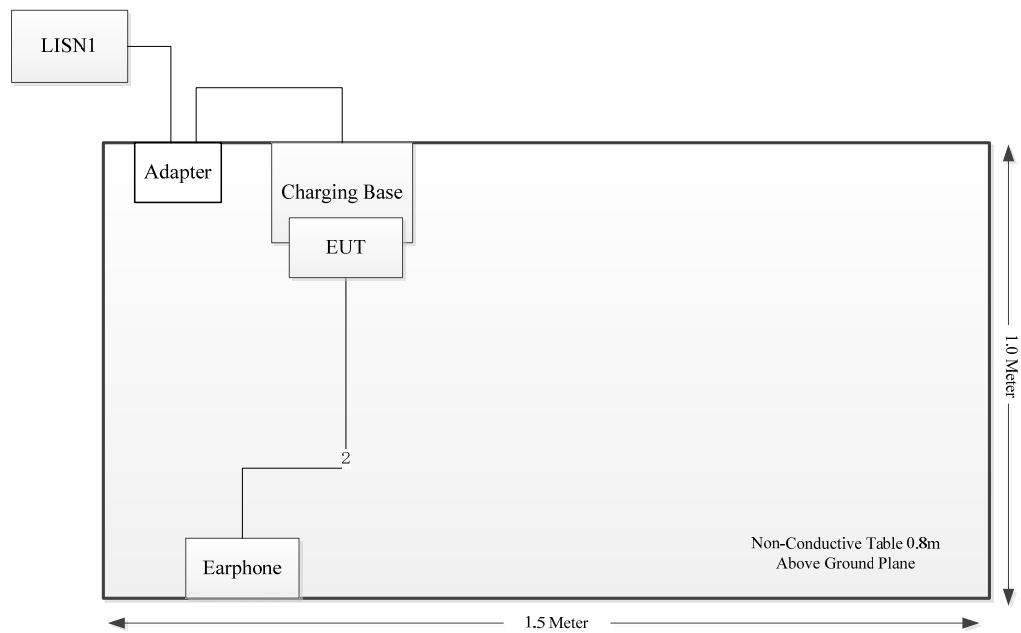 LISN1
Adapter
Charging Base
EUT
1.0 Meter
2
Non-Conductive Table 0.8m
Above Ground Plane
Earphone
1.5 Meter